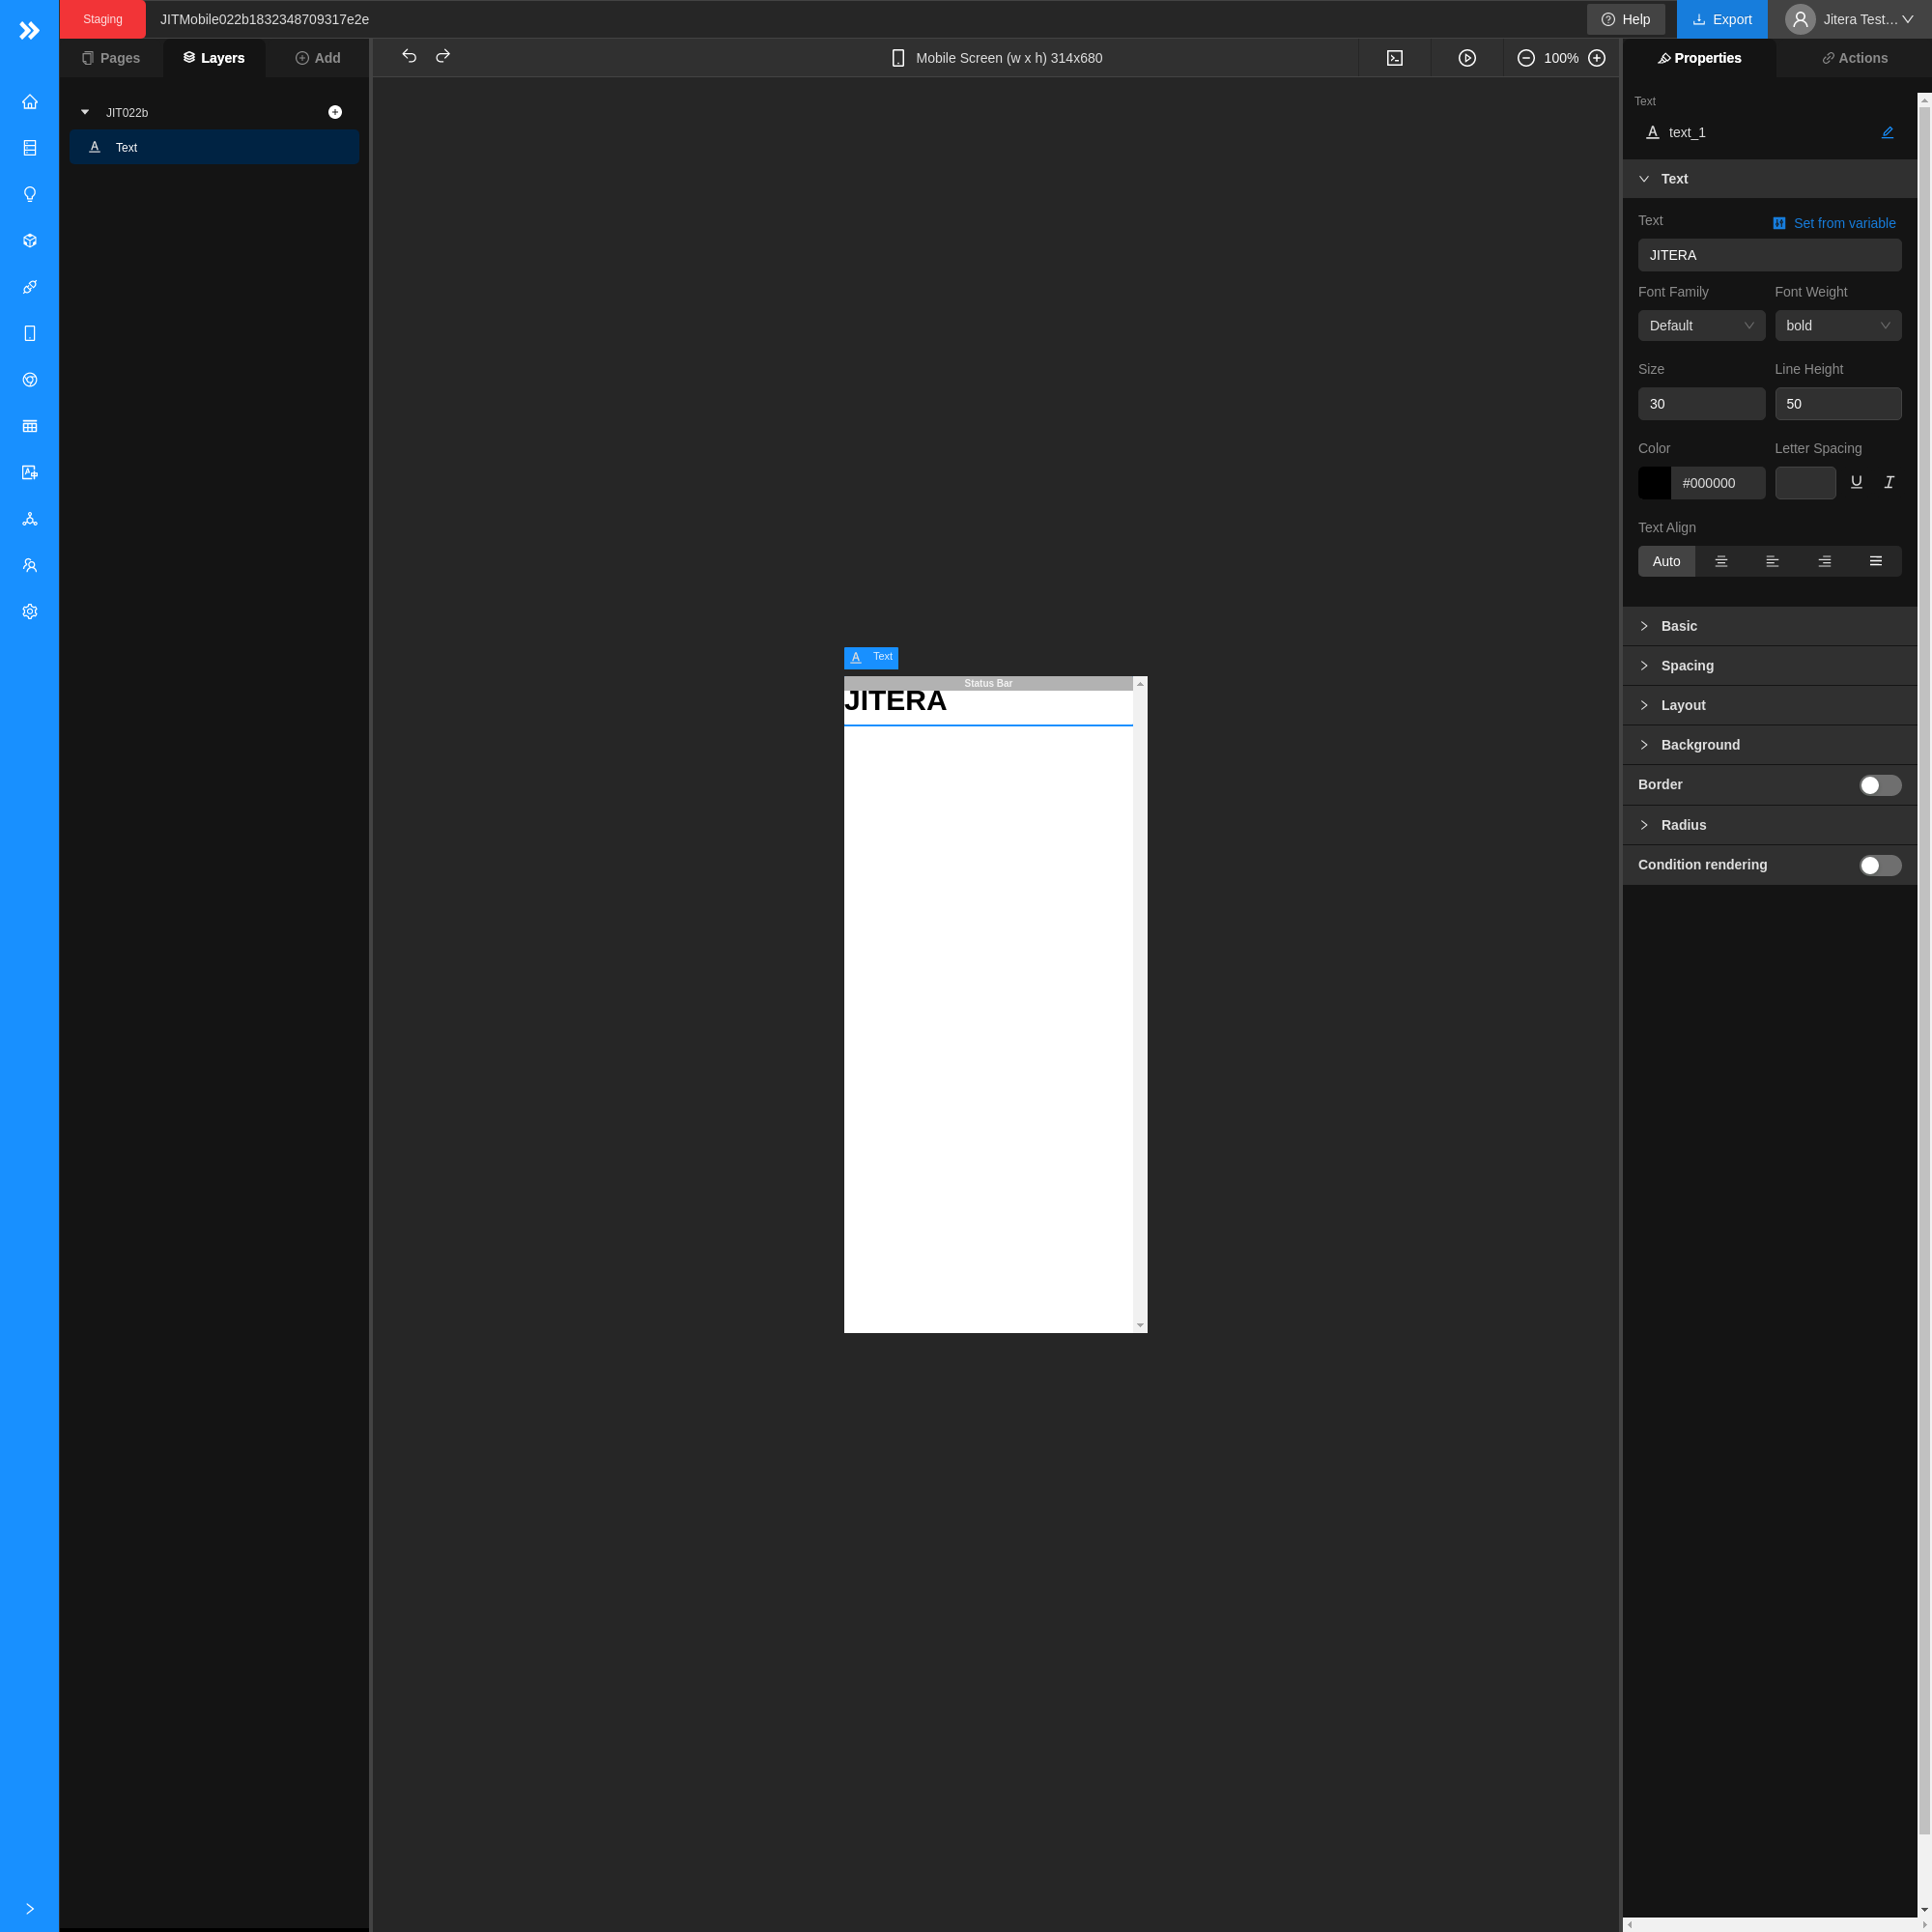 Staging
JITMobile022b1832348709317e2e
Help
Export
Jitera Test…
Pages
Layers
Add
Mobile Screen (w x h) 314x680
100%
Properties
Actions
JIT022b
Text
Text
text_1
Text
Text
Set from variable
JITERA
Font Family
Font Weight
Default
bold
Size
Line Height
30
50
Color
Letter Spacing
#000000
Text Align
Auto
Basic
Spacing
Layout
Background
Border
Radius
Condition rendering
Text
Status Bar
JITERA